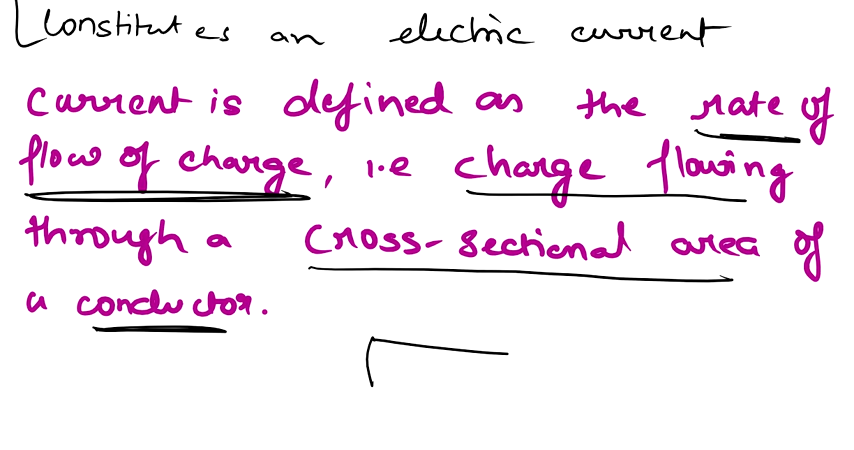 Constitutes an electric current
Current is defined as the rate of
flow of charge, i.e charge flowing
through a cross-sectional area of
a conductor.